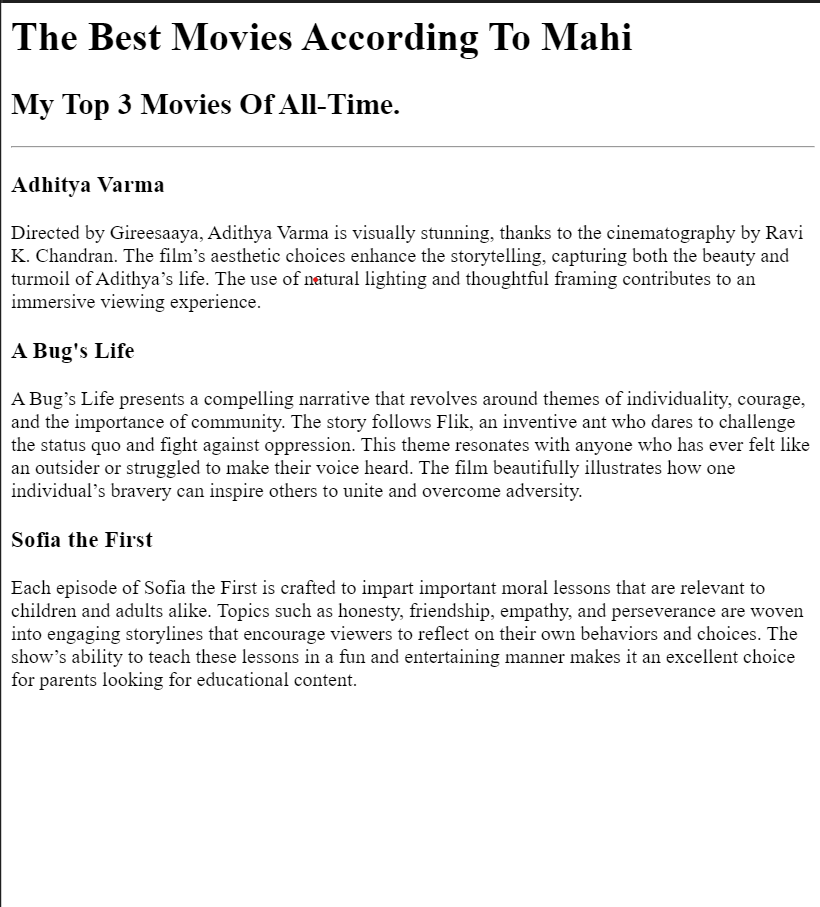 The Best Movies According To Mahi
My Top 3 Movies Of All-Time.
Adhitya Varma
Directed by Gireesaaya, Adithya Varma is visually stunning, thanks to the cinematography by Ravi
K. Chandran. The film’s aesthetic choices enhance the storytelling, capturing both the beauty and
turmoil of Adithya’s life. The use of natural lighting and thoughtful framing contributes to an
immersive viewing experience.
A Bug's Life
A Bug’s Life presents a compelling narrative that revolves around themes of individuality, courage,
and the importance of community. The story follows Flik, an inventive ant who dares to challenge
the status quo and fight against oppression. This theme resonates with anyone who has ever felt like
an outsider or struggled to make their voice heard. The film beautifully illustrates how one
individual’s bravery can inspire others to unite and overcome adversity.
Sofia the First
Each episode of Sofia the First is crafted to impart important moral lessons that are relevant to
children and adults alike. Topics such as honesty, friendship, empathy, and perseverance are woven
into engaging storylines that encourage viewers to reflect on their own behaviors and choices. The
show’s ability to teach these lessons in a fun and entertaining manner makes it an excellent choice
for parents looking for educational content.